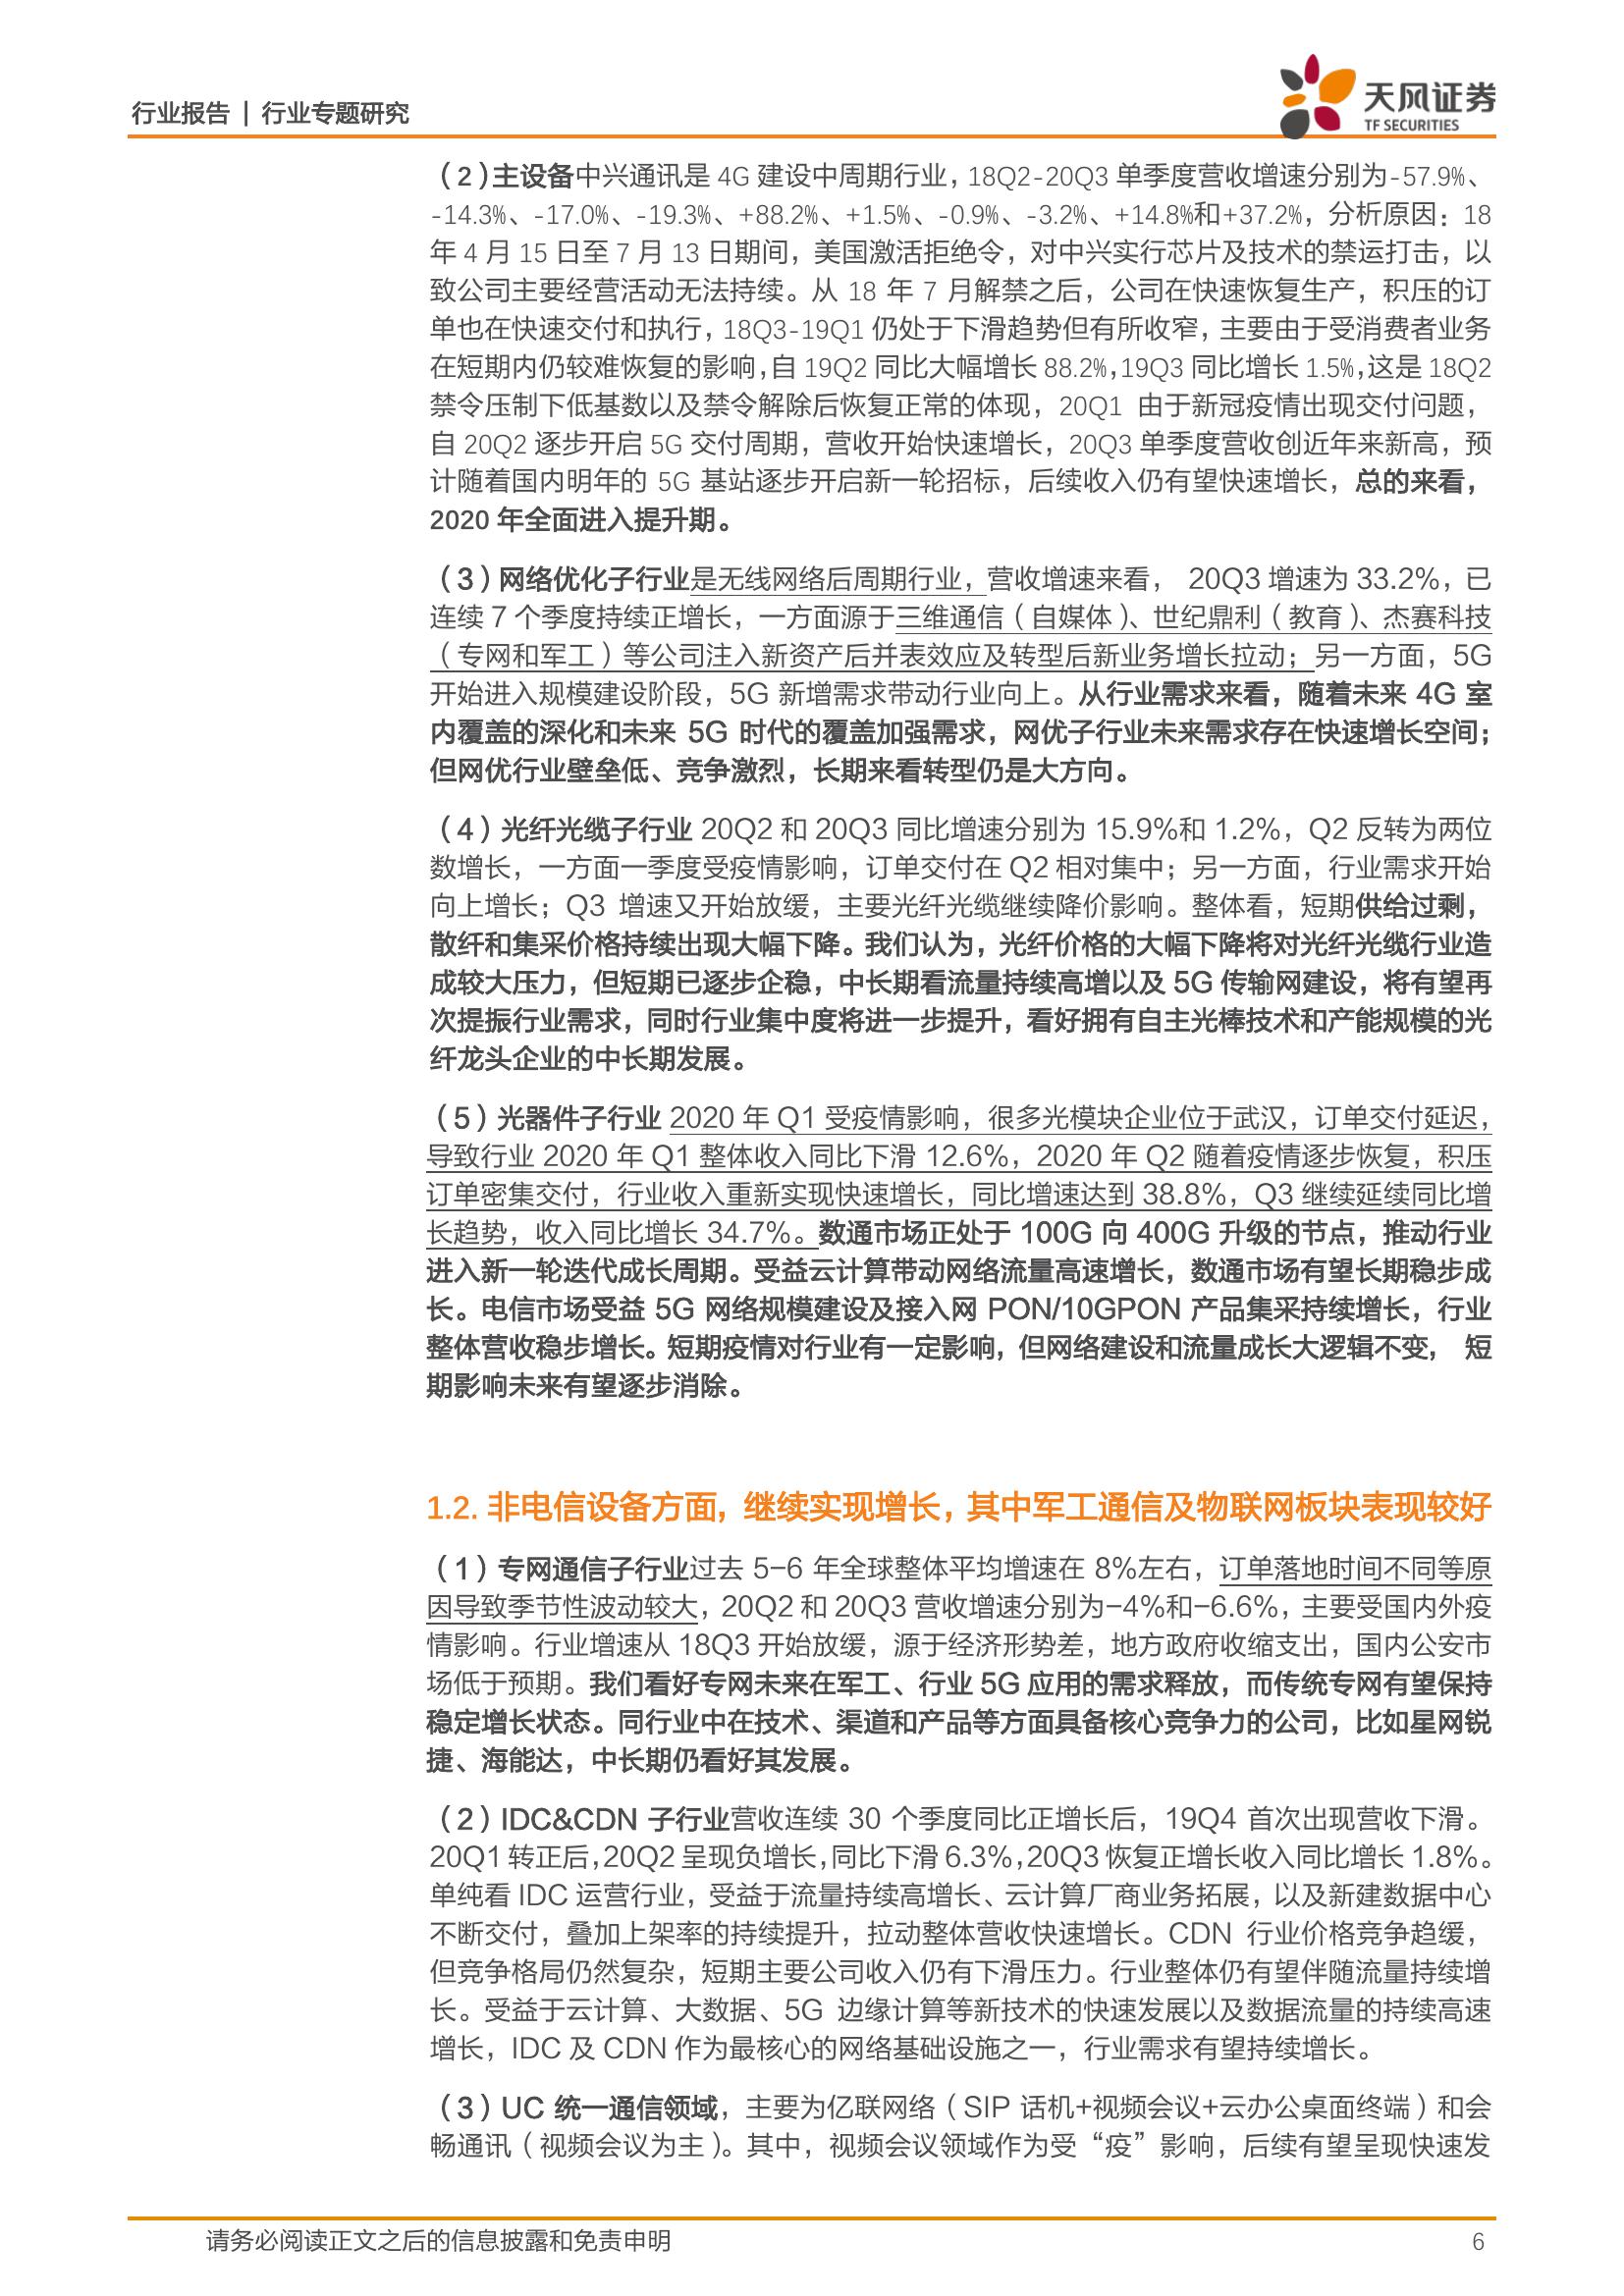 行业报告 | 行业专题研究
天风证券
TF SECURITIES
（2）主设备中兴通讯是 4G 建设中周期行业，18Q2-20Q3 单季度营收增速分别为-57.9%、
-14.3%、-17.0%、-19.3%、+88.2%、+1.5%、-0.9%、-3.2%、+14.8%和+37.2%，分析原因：18
年 4 月 15 日至 7 月 13 日期间，美国激活拒绝令，对中兴实行芯片及技术的禁运打击，以
致公司主要经营活动无法持续。从 18 年 7 月解禁之后，公司在快速恢复生产，积压的订
单也在快速交付和执行，18Q3-19Q1 仍处于下滑趋势但有所收窄，主要由于受消费者业务
在短期内仍较难恢复的影响，自 19Q2 同比大幅增长 88.2%，19Q3 同比增长 1.5%，这是 18Q2
禁令压制下低基数以及禁令解除后恢复正常的体现，20Q1 由于新冠疫情出现交付问题，
自 20Q2 逐步开启 5G 交付周期，营收开始快速增长，20Q3 单季度营收创近年来新高，预
计随着国内明年的 5G 基站逐步开启新一轮招标，后续收入仍有望快速增长，总的来看，
2020 年全面进入提升期。
（3）网络优化子行业是无线网络后周期行业，营收增速来看， 20Q3 增速为 33.2%，已
连续 7 个季度持续正增长，一方面源于三维通信（自媒体）、世纪鼎利（教育）、杰赛科技
（专网和军工）等公司注入新资产后并表效应及转型后新业务增长拉动；另一方面，5G
开始进入规模建设阶段，5G 新增需求带动行业向上。从行业需求来看，随着未来 4G 室
内覆盖的深化和未来 5G 时代的覆盖加强需求，网优子行业未来需求存在快速增长空间；
但网优行业壁垒低、竞争激烈，长期来看转型仍是大方向。
（4）光纤光缆子行业 20Q2 和 20Q3 同比增速分别为 15.9%和 1.2%，Q2 反转为两位
数增长，一方面一季度受疫情影响，订单交付在 Q2 相对集中；另一方面，行业需求开始
向上增长；Q3 增速又开始放缓，主要光纤光缆继续降价影响。整体看，短期供给过剩，
散纤和集采价格持续出现大幅下降。我们认为，光纤价格的大幅下降将对光纤光缆行业造
成较大压力，但短期已逐步企稳，中长期看流量持续高增以及 5G 传输网建设，将有望再
次提振行业需求，同时行业集中度将进一步提升，看好拥有自主光棒技术和产能规模的光
纤龙头企业的中长期发展。
（5）光器件子行业 2020 年 Q1 受疫情影响，很多光模块企业位于武汉，订单交付延迟，
导致行业 2020 年 Q1 整体收入同比下滑 12.6%，2020 年 Q2 随着疫情逐步恢复，积压
订单密集交付，行业收入重新实现快速增长，同比增速达到 38.8%，Q3 继续延续同比增
长趋势，收入同比增长 34.7%。数通市场正处于 100G 向 400G 升级的节点，推动行业
进入新一轮迭代成长周期。受益云计算带动网络流量高速增长，数通市场有望长期稳步成
长。电信市场受益 5G 网络规模建设及接入网 PON/10GPON 产品集采持续增长，行业
整体营收稳步增长。短期疫情对行业有一定影响，但网络建设和流量成长大逻辑不变， 短
期影响未来有望逐步消除。
1.2. 非电信设备方面，继续实现增长，其中军工通信及物联网板块表现较好
（1）专网通信子行业过去 5-6 年全球整体平均增速在 8%左右，订单落地时间不同等原
因导致季节性波动较大，20Q2 和 20Q3 营收增速分别为-4%和-6.6%，主要受国内外疫
情影响。行业增速从 18Q3 开始放缓，源于经济形势差，地方政府收缩支出，国内公安市
场低于预期。我们看好专网未来在军工、行业 5G 应用的需求释放，而传统专网有望保持
稳定增长状态。同行业中在技术、渠道和产品等方面具备核心竞争力的公司，比如星网锐
捷、海能达，中长期仍看好其发展。
（2）IDC&CDN 子行业营收连续 30 个季度同比正增长后，19Q4 首次出现营收下滑。
20Q1 转正后，20Q2 呈现负增长，同比下滑 6.3%，20Q3 恢复正增长收入同比增长 1.8%。
单纯看 IDC 运营行业，受益于流量持续高增长、云计算厂商业务拓展，以及新建数据中心
不断交付，叠加上架率的持续提升，拉动整体营收快速增长。CDN 行业价格竞争趋缓，
但竞争格局仍然复杂，短期主要公司收入仍有下滑压力。行业整体仍有望伴随流量持续增
长。受益于云计算、大数据、5G 边缘计算等新技术的快速发展以及数据流量的持续高速
增长，IDC 及 CDN 作为最核心的网络基础设施之一，行业需求有望持续增长。
（3）UC 统一通信领域，主要为亿联网络（SIP 话机+视频会议+云办公桌面终端）和会
畅通讯（视频会议为主）。其中，视频会议领域作为受“疫”影响，后续有望呈现快速发
请务必阅读正文之后的信息披露和免责申明
6